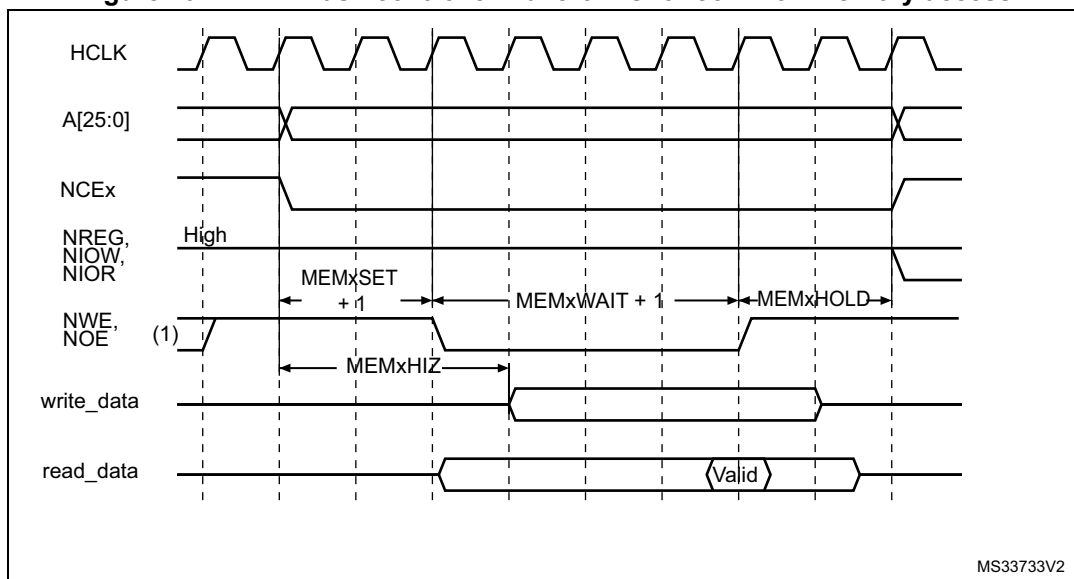 HCLK
A[25:0]
NCEx
NREG,
NIOW,
NIOR
High
MEMxSET
+ 1
MEMxWAIT + 1
MEMxHOLD
NWE,
NOE
(1)
MEMxHIZ
write_data
read_data
Valid
MS33733V2